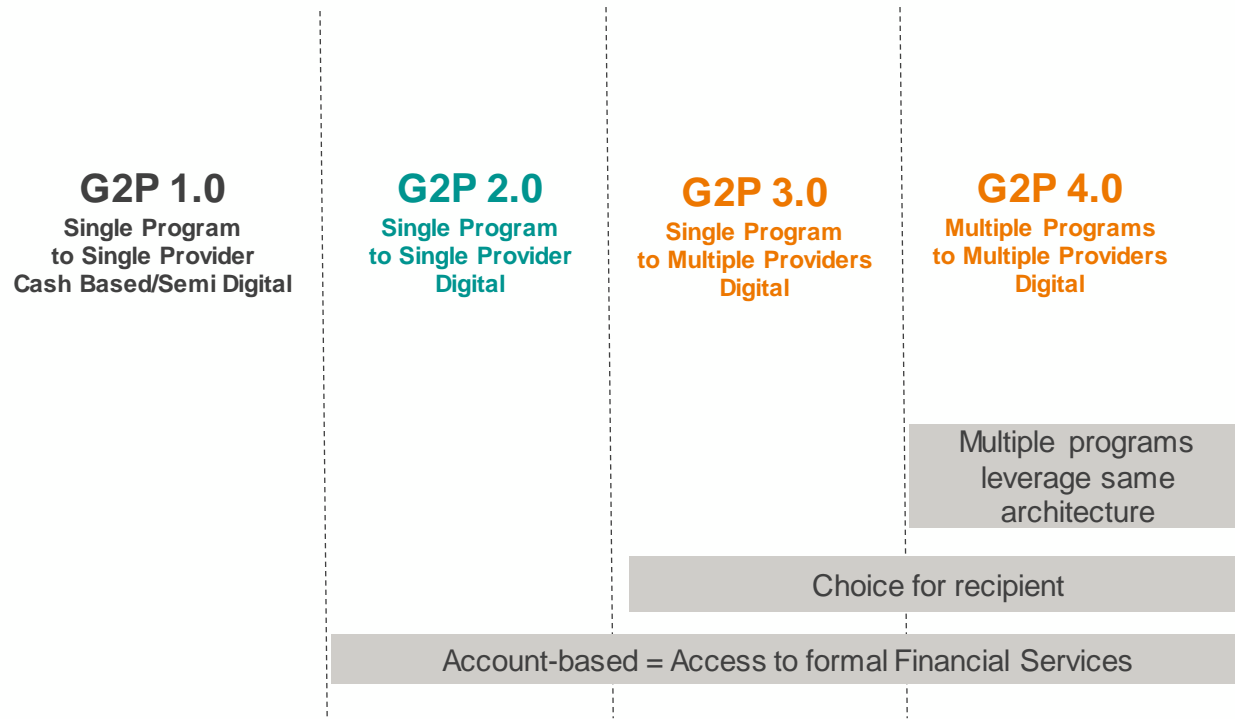 G2P 1.0
Single Program
to Single Provider
Cash Based/Semi Digital
G2P 2.0
Single Program
to Single Provider
Digital
G2P 3.0
Single Program
to Multiple Providers
Digital
G2P 4.0
Multiple Programs
to Multiple Providers
Digital
Multiple programs
leverage same
architecture
Choice for recipient
Account-based = Access to formal Financial Services